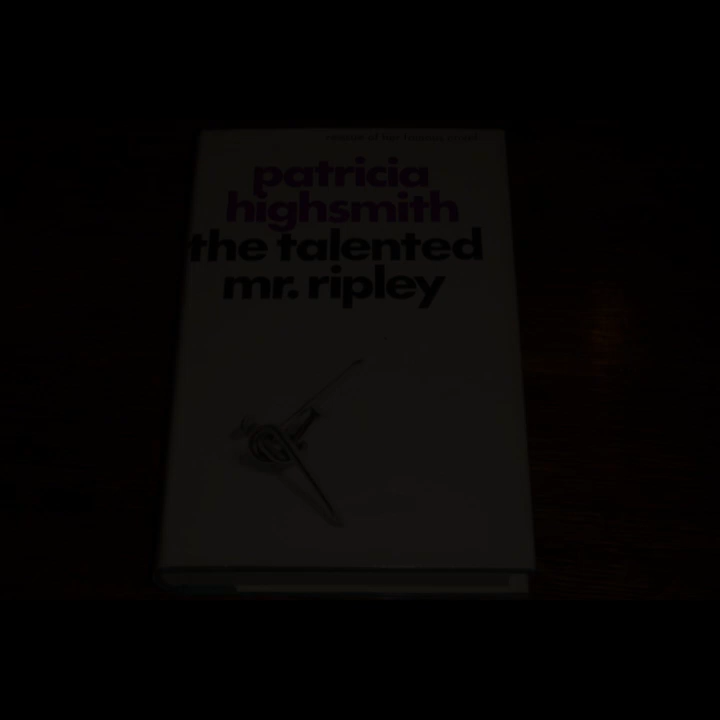 patricia
highsmith
the talented
mr. ripley